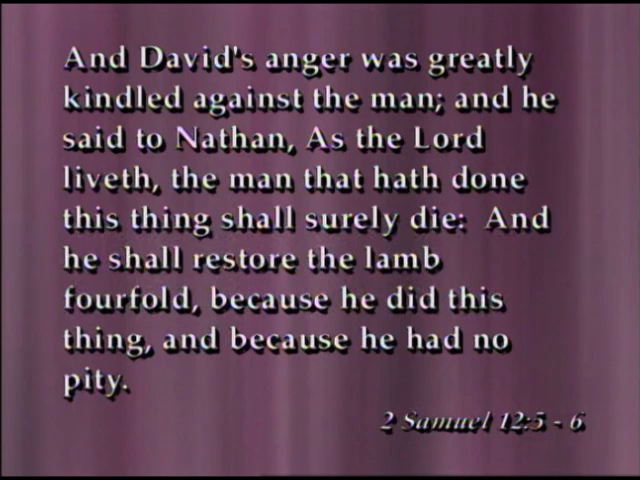 And David's anger was greatly
kindled against the man; and he
said to Nathan, As the Lord
liveth, the man that hath done
this thing shall surely die:  And
he shall restore the lamb
fourfold, because he did this
thing, and because he had no
pity.
2 Samuel 12:5 - 6